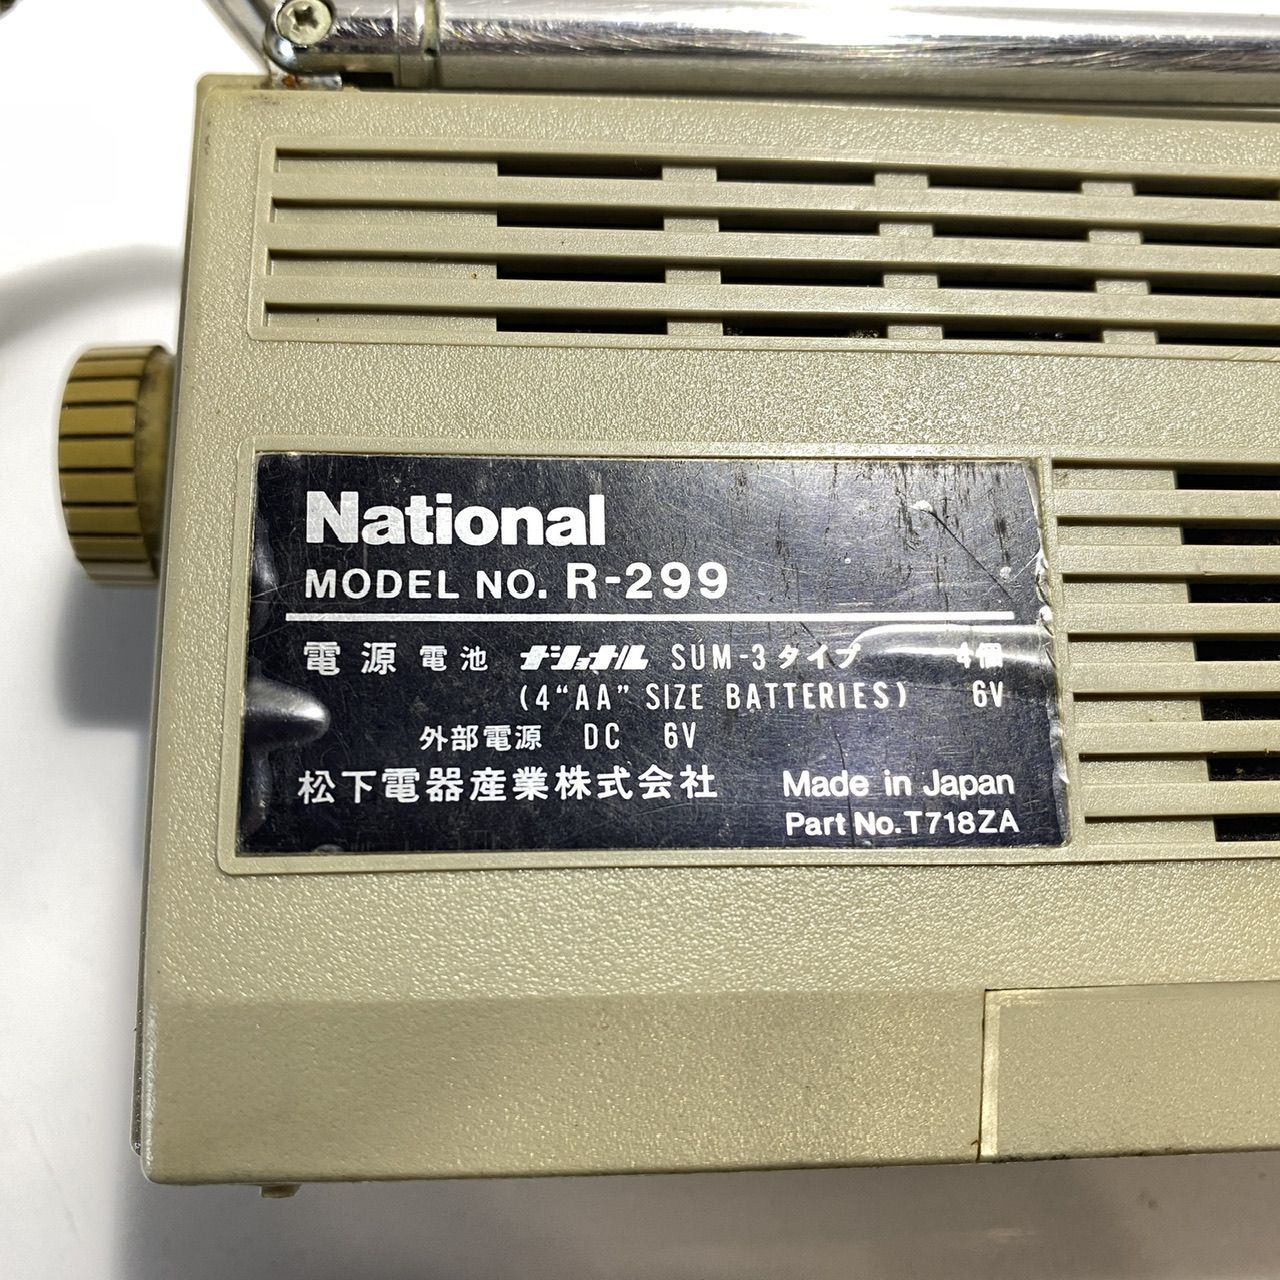 National
MODEL NO. R-299
電源 電池 ナショナル SUM-3タイプ 4個
(4“AA” SIZE BATTERIES) 6V
外部電源 DC 6V
松下電器産業株式会社 Made in Japan
Part No. T718ZA